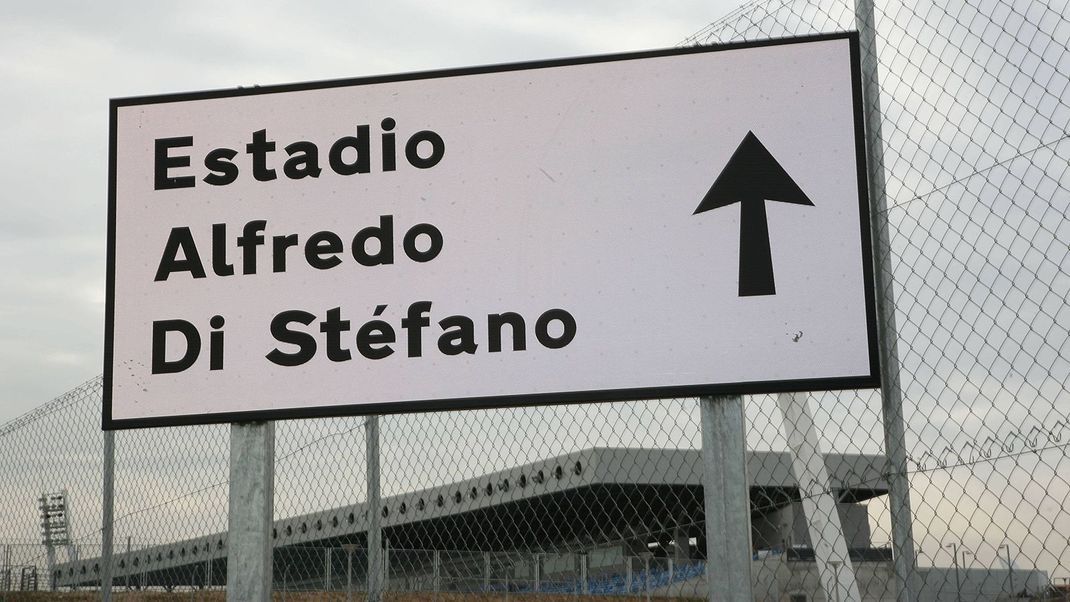 Estadio
Alfredo
Di Stéfano